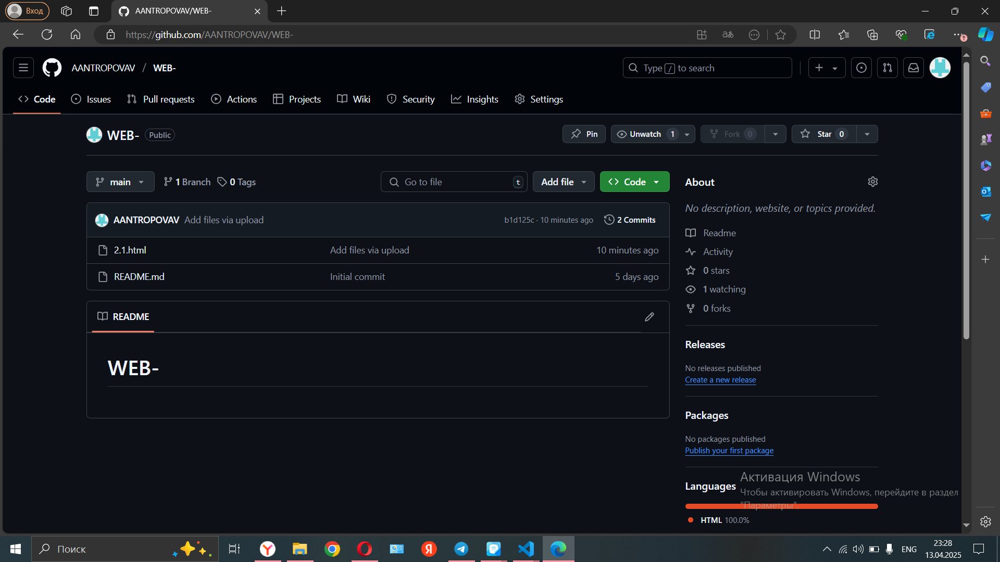 Вход
AANTROPOVAV/WEB-
https://github.com/AANTROPOVAV/WEB-
AANTROPOVAV / WEB-
Type / to search
Code
Issues
Pull requests
Actions
Projects
Wiki
Security
Insights
Settings
WEB- Public
Pin
Unwatch 1
Fork 0
Star 0
main
1 Branch
0 Tags
Go to file t
Add file
Code
AANTROPOVAV Add files via upload b1d125c · 10 minutes ago 2 Commits
2.1.html Add files via upload 10 minutes ago
README.md Initial commit 5 days ago
README
WEB-
About
No description, website, or topics provided.
Readme
Activity
0 stars
1 watching
0 forks
Releases
No releases published
Create a new release
Packages
No packages published
Publish your first package
Languages
HTML 100.0%
Активация Windows
Чтобы активировать Windows, перейдите в раздел
"Параметры".
Поиск
ENG
23:28
13.04.2025